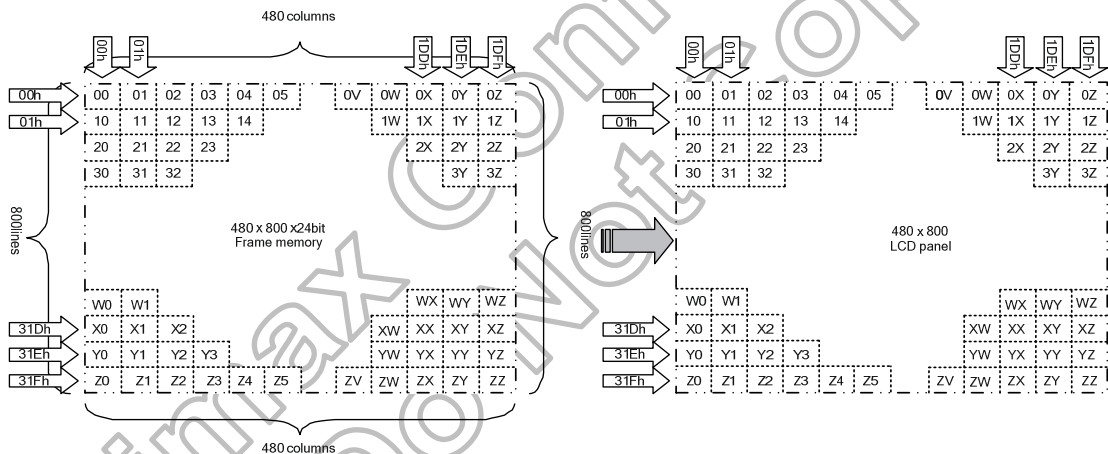 480 columns
00h 01h 1DDh 1DEh 1DFh 00h 01h 1DDh 1DEh 1DFh
00h 00 01 02 03 04 05 0V 0W 0X 0Y 0Z 00h 00 01 02 03 04 05 0V 0W 0X 0Y 0Z
01h 10 11 12 13 14 1W 1X 1Y 1Z 01h 10 11 12 13 14 1W 1X 1Y 1Z
20 21 22 23 2X 2Y 2Z 20 21 22 23 2X 2Y 2Z
30 31 32 3Y 3Z 30 31 32 3Y 3Z
800lines 480 x 800 x24bit 800lines 480 x 800
Frame memory LCD panel
W0 W1 WX WY WZ W0 W1 WX WY WZ
31Dh X0 X1 X2 XW XX XY XZ 31Dh X0 X1 X2 XW XX XY XZ
31Eh Y0 Y1 Y2 Y3 YW YX YY YZ 31Eh Y0 Y1 Y2 Y3 YW YX YY YZ
31Fh Z0 Z1 Z2 Z3 Z4 Z5 ZV ZW ZX ZY ZZ 31Fh Z0 Z1 Z2 Z3 Z4 Z5 ZV ZW ZX ZY ZZ
480 columns
Not